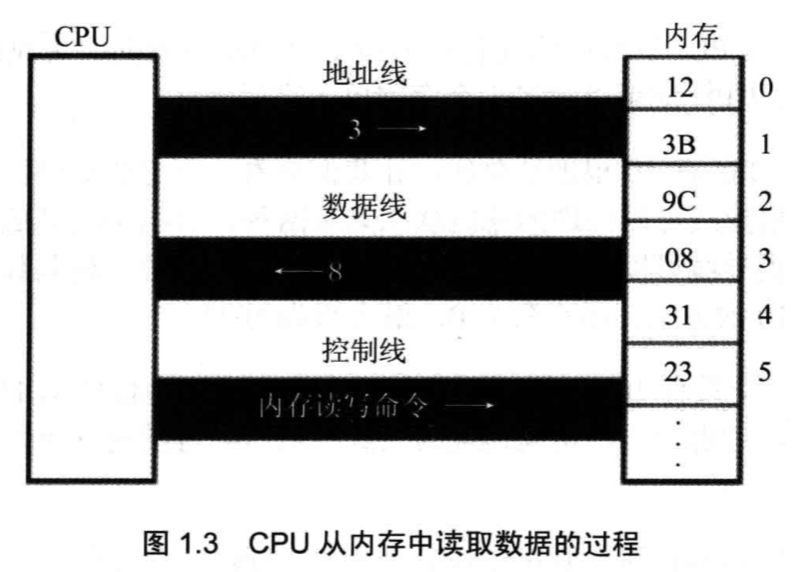 CPU
内存
地址线
3 →
数据线
← 8
控制线
内存读写命令 →
12 0
3B 1
9C 2
08 3
31 4
23 5
图 1.3 CPU 从内存中读取数据的过程